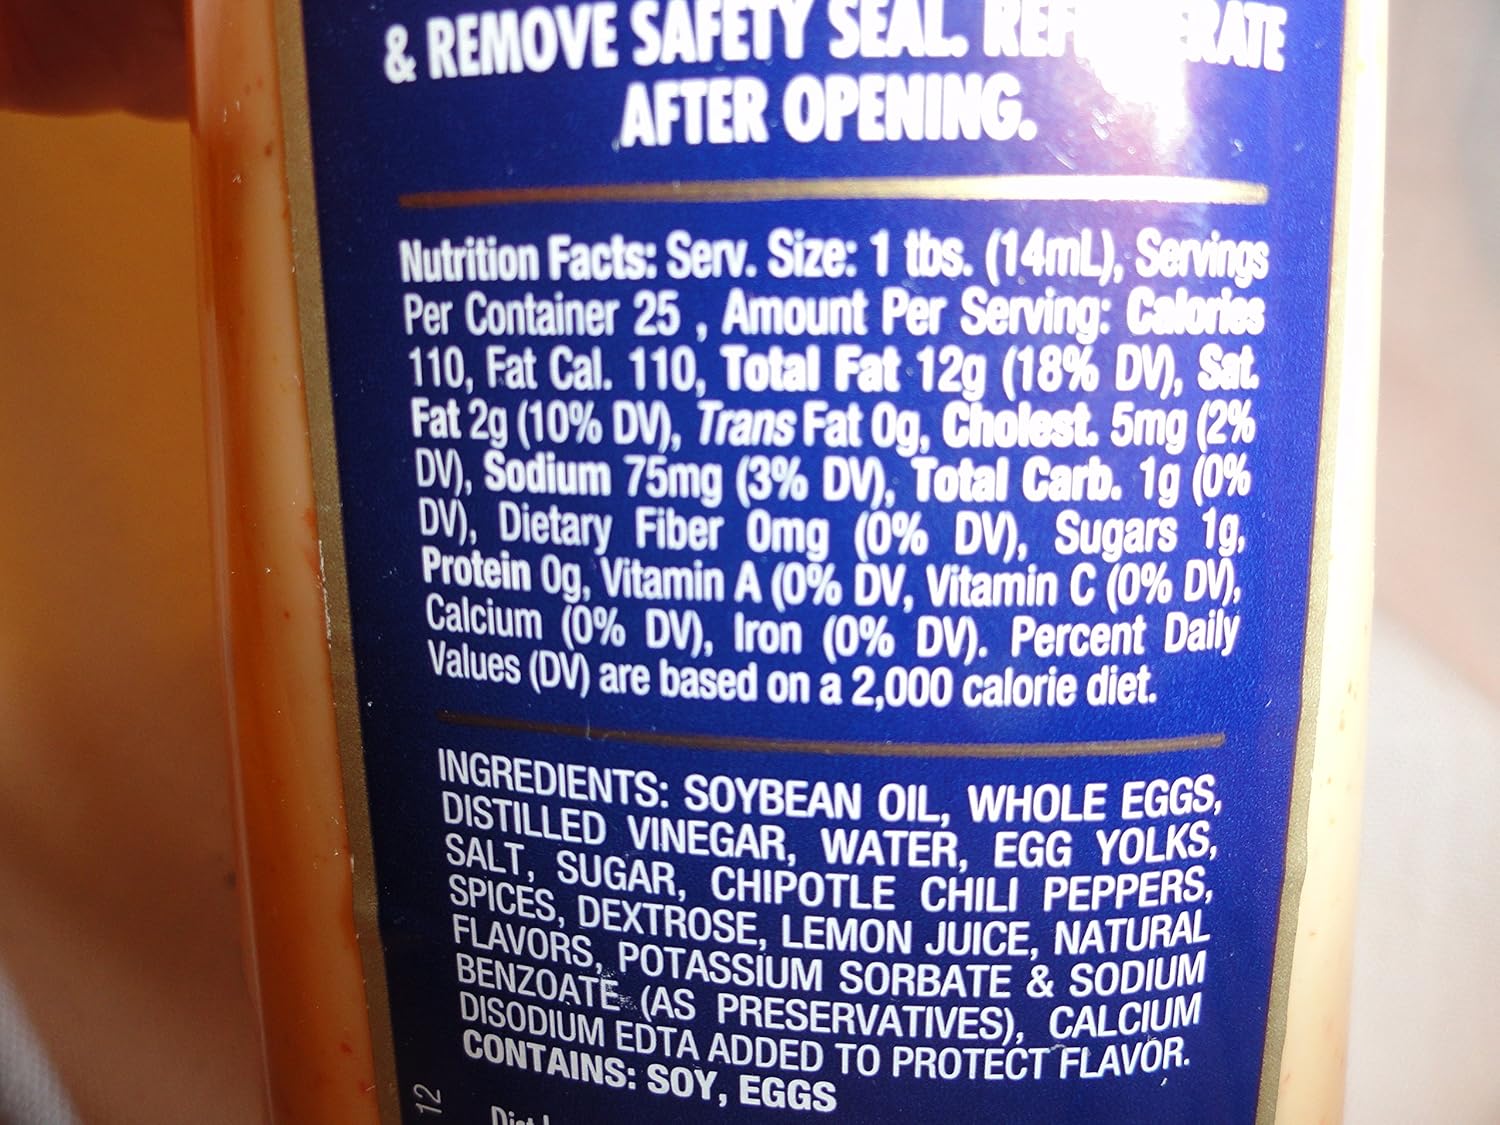 & REMOVE SAFETY SEAL. REFRIGERATE
AFTER OPENING.
Nutrition Facts: Serv. Size: 1 tbs. (14mL), Servings
Per Container 25 , Amount Per Serving: Calories
110, Fat Cal. 110, Total Fat 12g (18% DV), Sat.
Fat 2g (10% DV), Trans Fat 0g, Cholest. 5mg (2%
DV), Sodium 75mg (3% DV), Total Carb. 1g (0%
DV), Dietary Fiber 0mg (0% DV), Sugars 1g,
Protein 0g, Vitamin A (0% DV, Vitamin C (0% DV),
Calcium (0% DV), Iron (0% DV). Percent Daily
Values (DV) are based on a 2,000 calorie diet.
INGREDIENTS: SOYBEAN OIL, WHOLE EGGS,
DISTILLED VINEGAR, WATER, EGG YOLKS,
SALT, SUGAR, CHIPOTLE CHILI PEPPERS,
SPICES, DEXTROSE, LEMON JUICE, NATURAL
FLAVORS, POTASSIUM SORBATE & SODIUM
BENZOATE (AS PRESERVATIVES), CALCIUM
DISODIUM EDTA ADDED TO PROTECT FLAVOR.
CONTAINS: SOY, EGGS
12